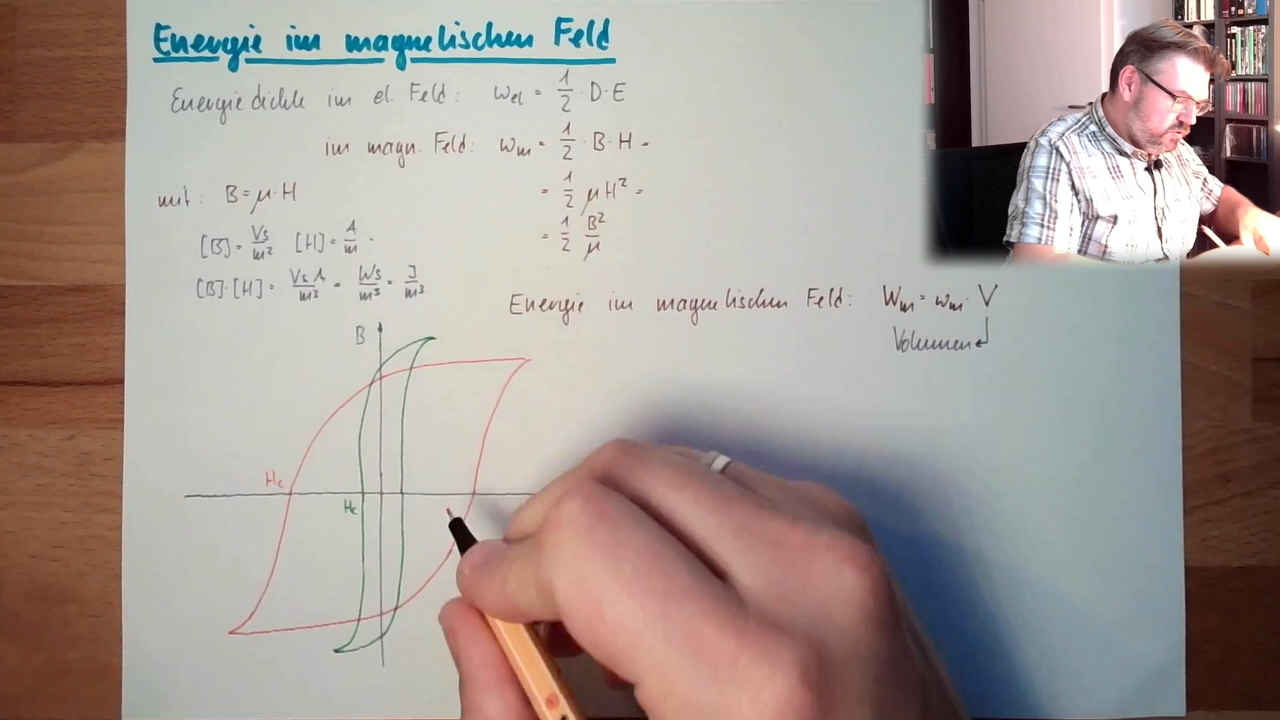 Energie im magnetischen Feld
Energiedichte im el. Feld: wel = 1/2 · D·E
im magn. Feld: wm = 1/2 · B·H =
mit: B = μ·H
= 1/2 μH² =
[B] = Vs/m² [H] = A/m
= 1/2 B²/μ
[B]·[H] = VsA/m³ = Ws/m³ = J/m³
Energie im magnetischen Feld: Wm = wm · V
Volumen
B
Hc
Hc